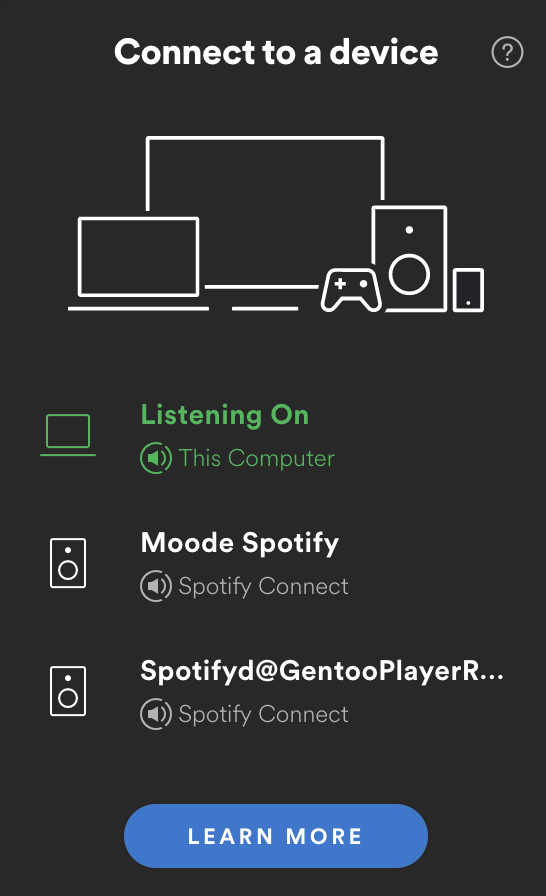 Connect to a device
?
Listening On
This Computer
Moode Spotify
Spotify Connect
Spotifyd@GentooPlayerR...
Spotify Connect
LEARN MORE